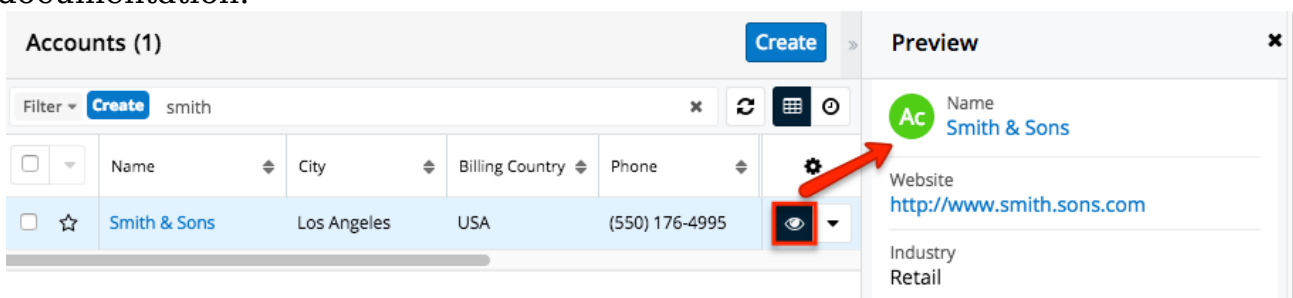 documentation.
Accounts (1) Create » Preview ×
Filter Create smith ×
Name City Billing Country Phone
Smith & Sons Los Angeles USA (550) 176-4995
Ac Name
Smith & Sons
Website
http://www.smith.sons.com
Industry
Retail